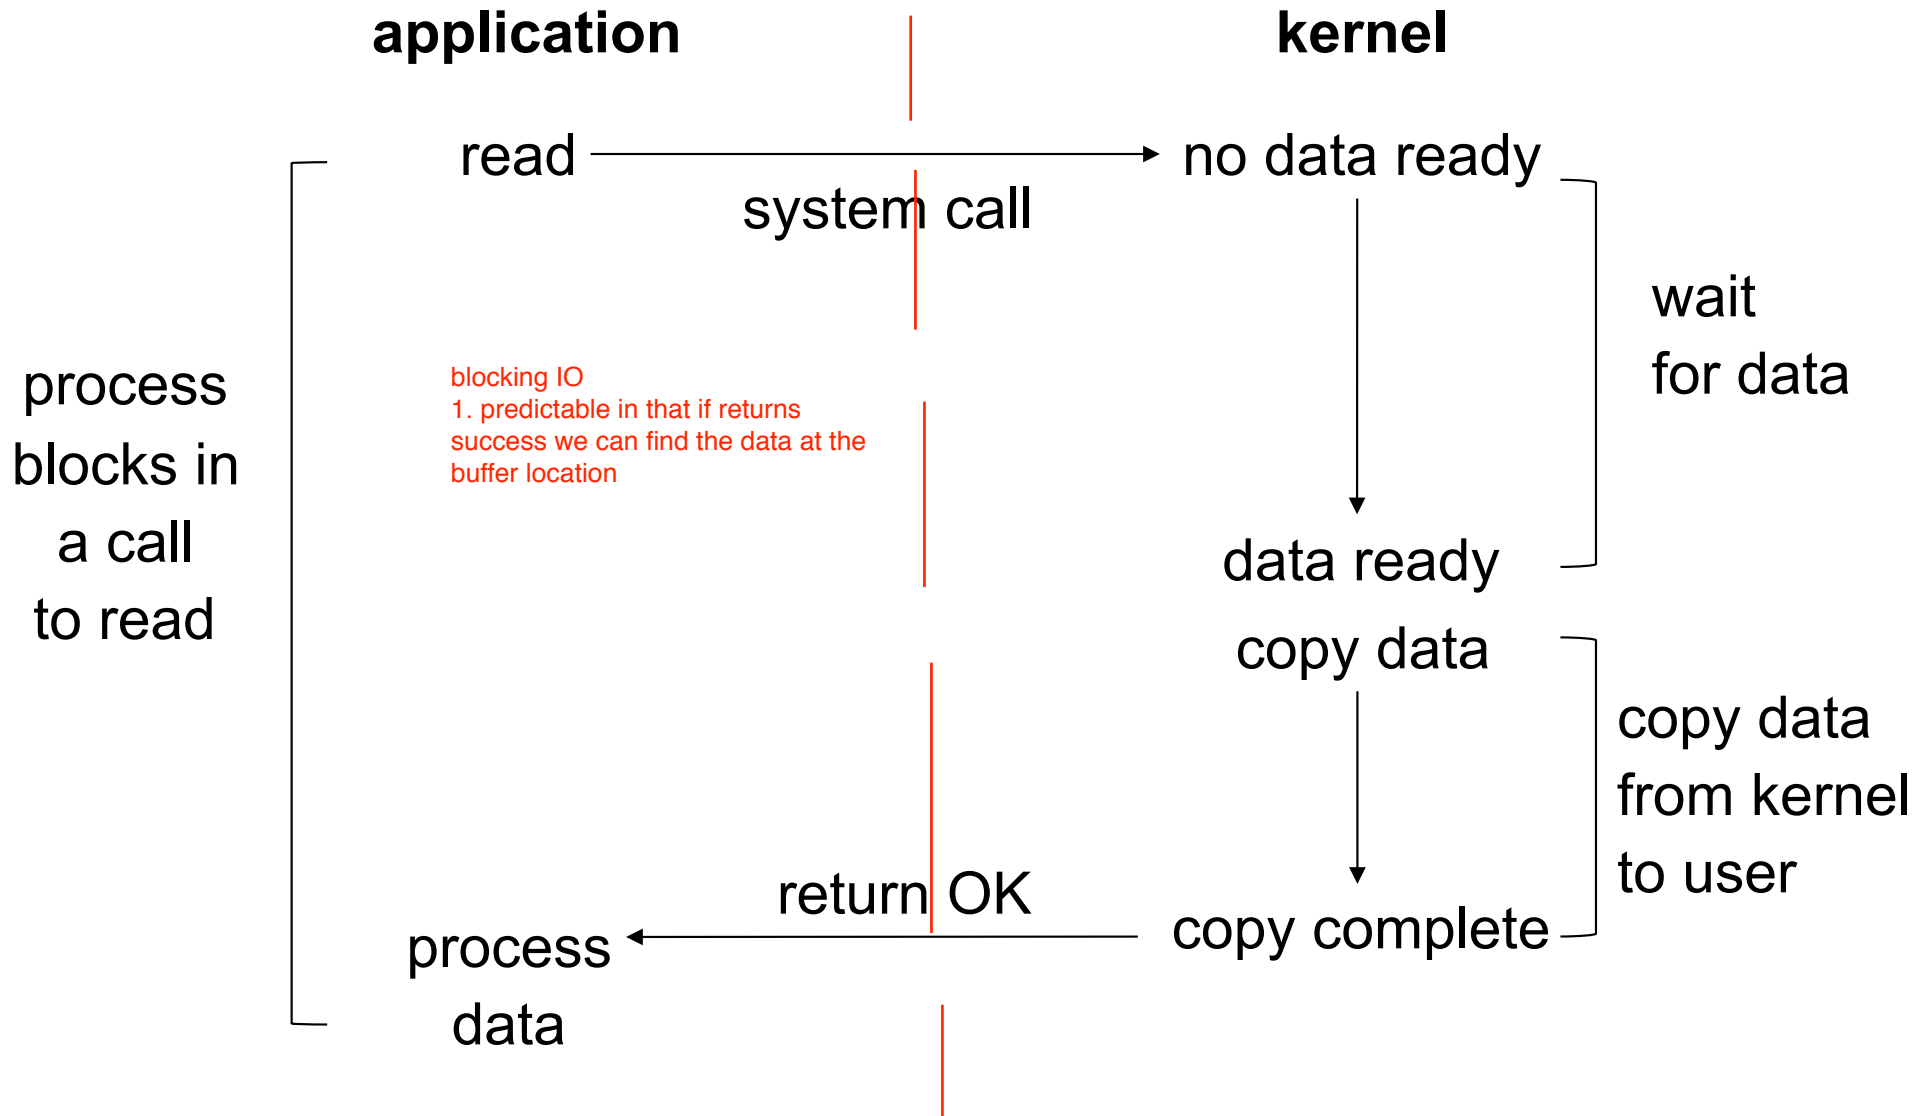 application
kernel
read
no data ready
system call
wait
for data
process
blocks in
a call
to read
blocking IO
1. predictable in that if returns
success we can find the data at the
buffer location
data ready
copy data
copy data
from kernel
to user
return OK
copy complete
process
data